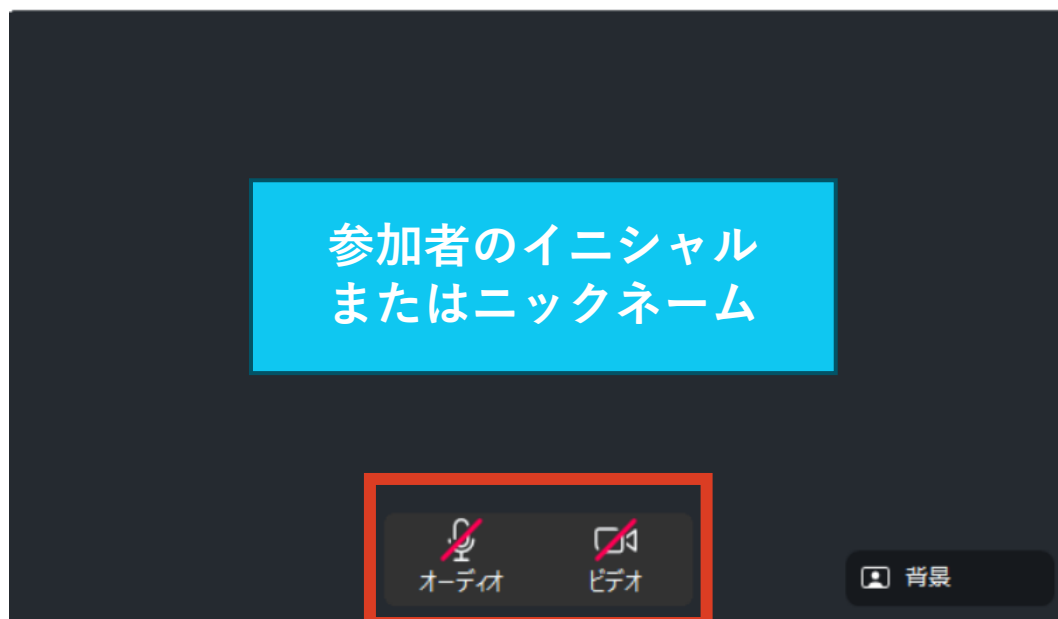 参加者のイニシャル
またはニックネーム
オーディオ
ビデオ
背景